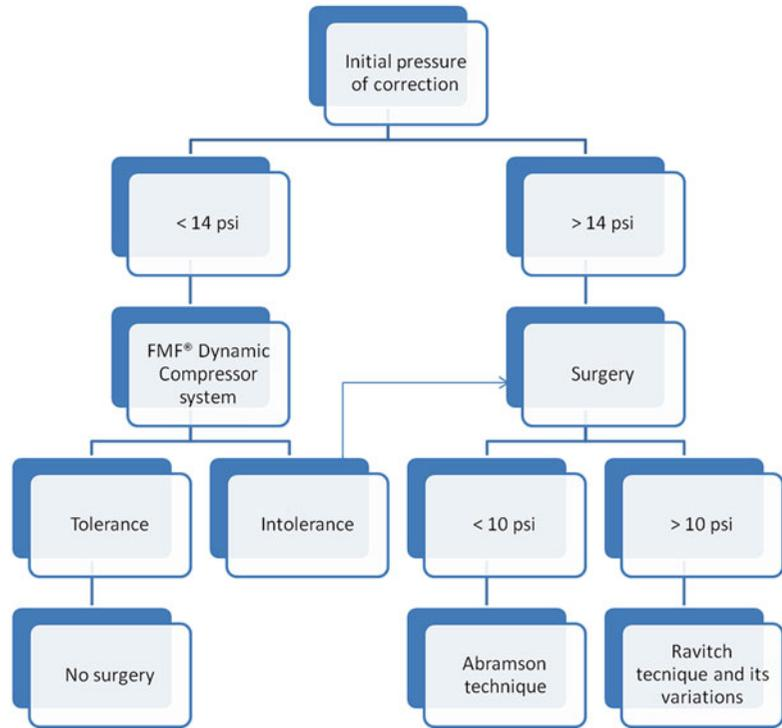 Initial pressure
of correction
< 14 psi
> 14 psi
FMF® Dynamic
Compressor
system
Surgery
Tolerance
Intolerance
< 10 psi
> 10 psi
No surgery
Abramson
technique
Ravitch
tecnique and its
variations